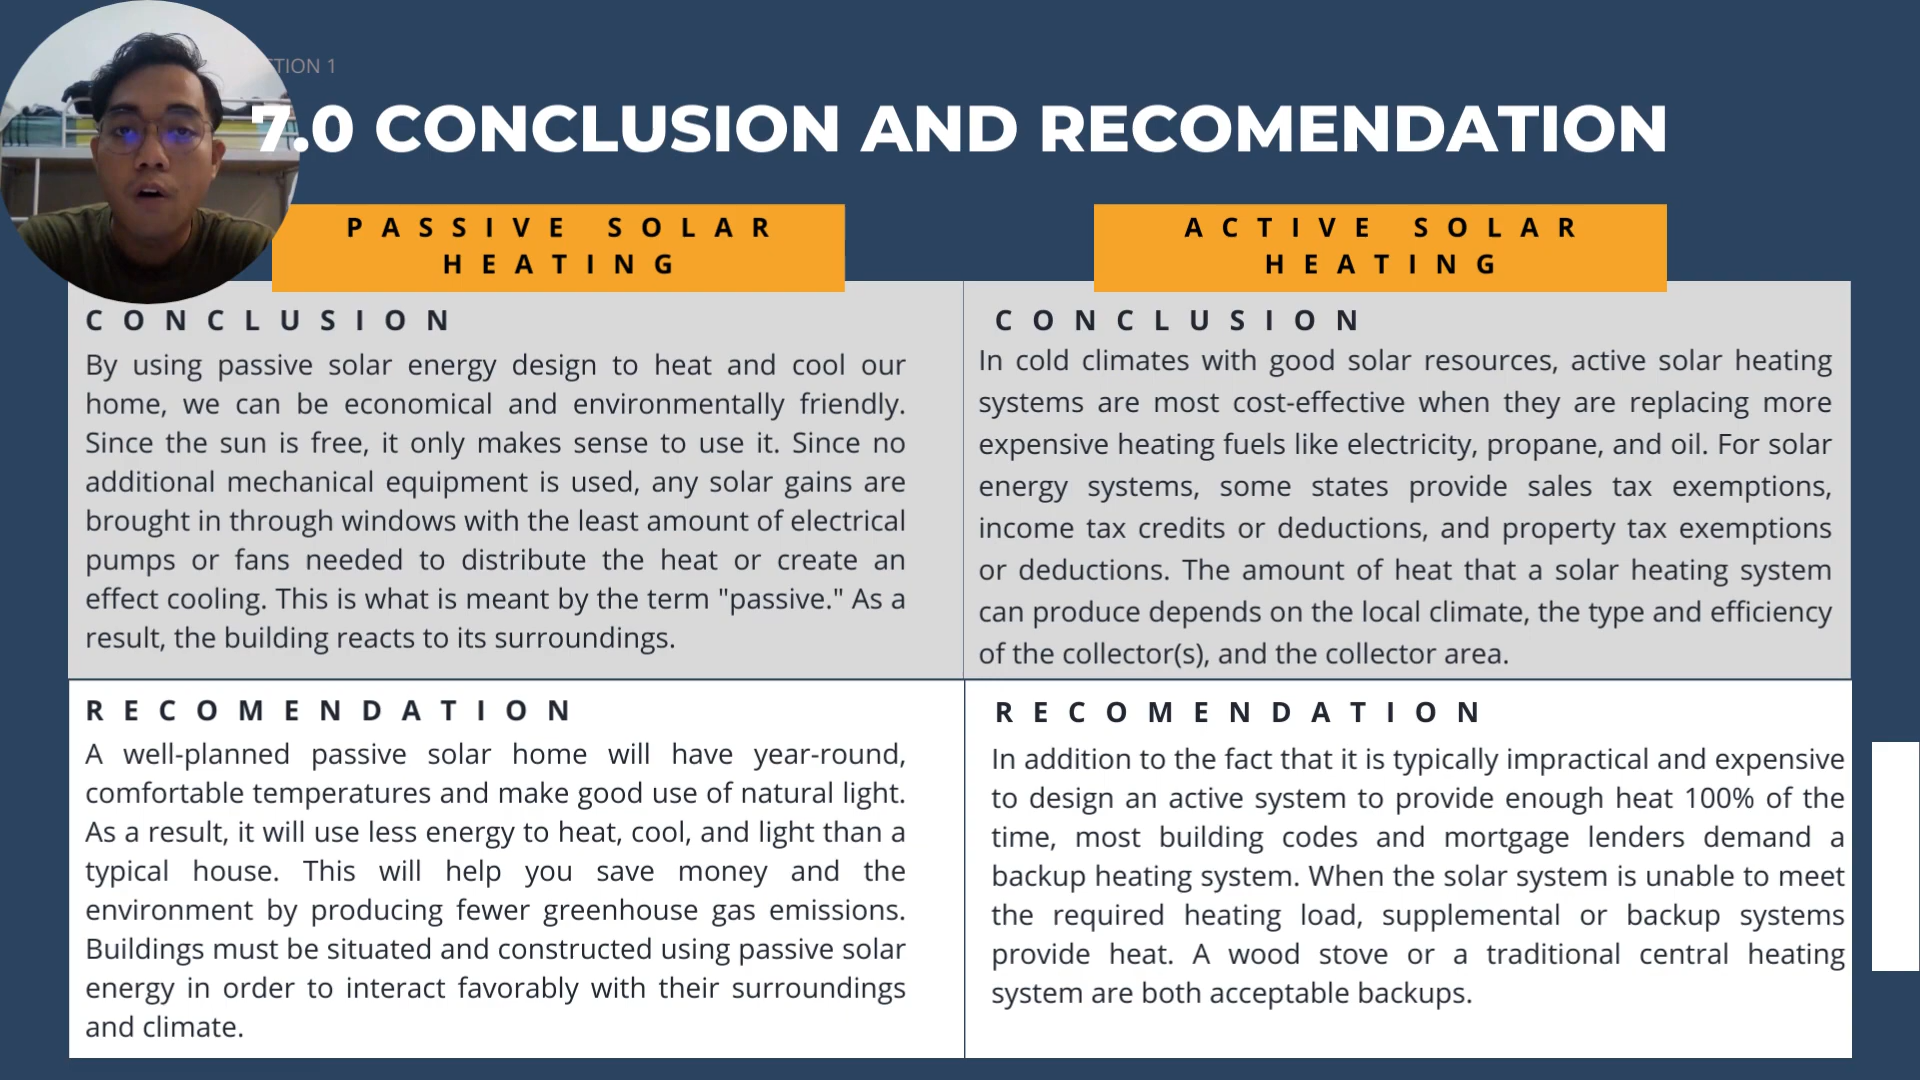 TION 1
7.0 CONCLUSION AND RECOMENDATION
PASSIVE SOLAR
HEATING
CONCLUSION
By using passive solar energy design to heat and cool our
home, we can be economical and environmentally friendly.
Since the sun is free, it only makes sense to use it. Since no
additional mechanical equipment is used, any solar gains are
brought in through windows with the least amount of electrical
pumps or fans needed to distribute the heat or create an
effect cooling. This is what is meant by the term "passive." As a
result, the building reacts to its surroundings.
RECOMENDATION
A well-planned passive solar home will have year-round,
comfortable temperatures and make good use of natural light.
As a result, it will use less energy to heat, cool, and light than a
typical house. This will help you save money and the
environment by producing fewer greenhouse gas emissions.
Buildings must be situated and constructed using passive solar
energy in order to interact favorably with their surroundings
and climate.
ACTIVE SOLAR
HEATING
CONCLUSION
In cold climates with good solar resources, active solar heating
systems are most cost-effective when they are replacing more
expensive heating fuels like electricity, propane, and oil. For solar
energy systems, some states provide sales tax exemptions,
income tax credits or deductions, and property tax exemptions
or deductions. The amount of heat that a solar heating system
can produce depends on the local climate, the type and efficiency
of the collector(s), and the collector area.
RECOMENDATION
In addition to the fact that it is typically impractical and expensive
to design an active system to provide enough heat 100% of the
time, most building codes and mortgage lenders demand a
backup heating system. When the solar system is unable to meet
the required heating load, supplemental or backup systems
provide heat. A wood stove or a traditional central heating
system are both acceptable backups.